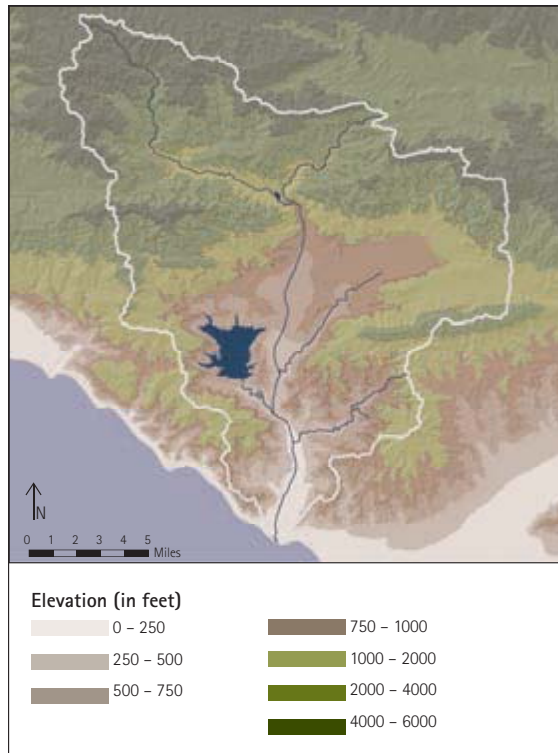 N
0 1 2 3 4 5
Miles
Elevation (in feet)
0 – 250
250 – 500
500 – 750
750 – 1000
1000 – 2000
2000 – 4000
4000 – 6000